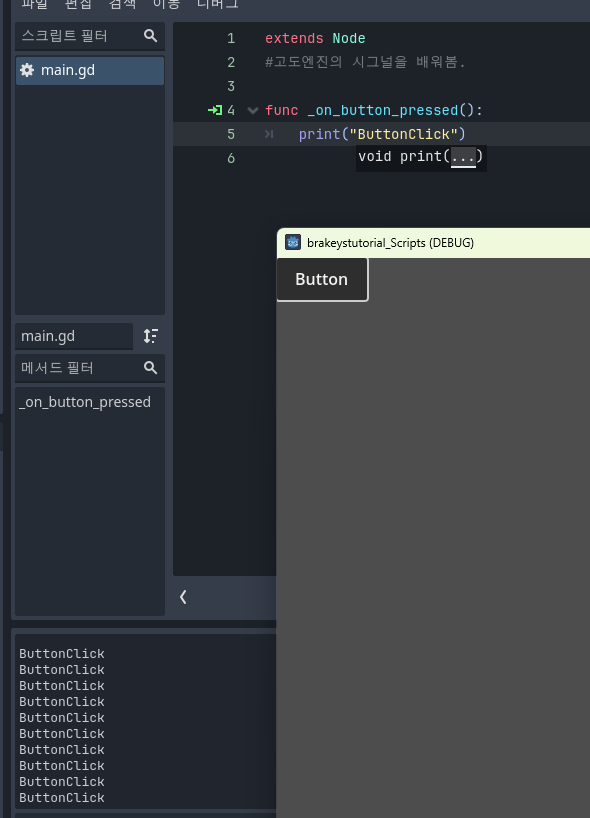 파일 편집 검색 이동 디버그
스크립트 필터
main.gd
main.gd
메서드 필터
_on_button_pressed
1 extends Node
2 #고도엔진의 시그널을 배워봄.
3
4 func _on_button_pressed():
5 print("ButtonClick")
void print(...)
6
brakeystutorial_Scripts (DEBUG)
Button
ButtonClick
ButtonClick
ButtonClick
ButtonClick
ButtonClick
ButtonClick
ButtonClick
ButtonClick
ButtonClick
ButtonClick